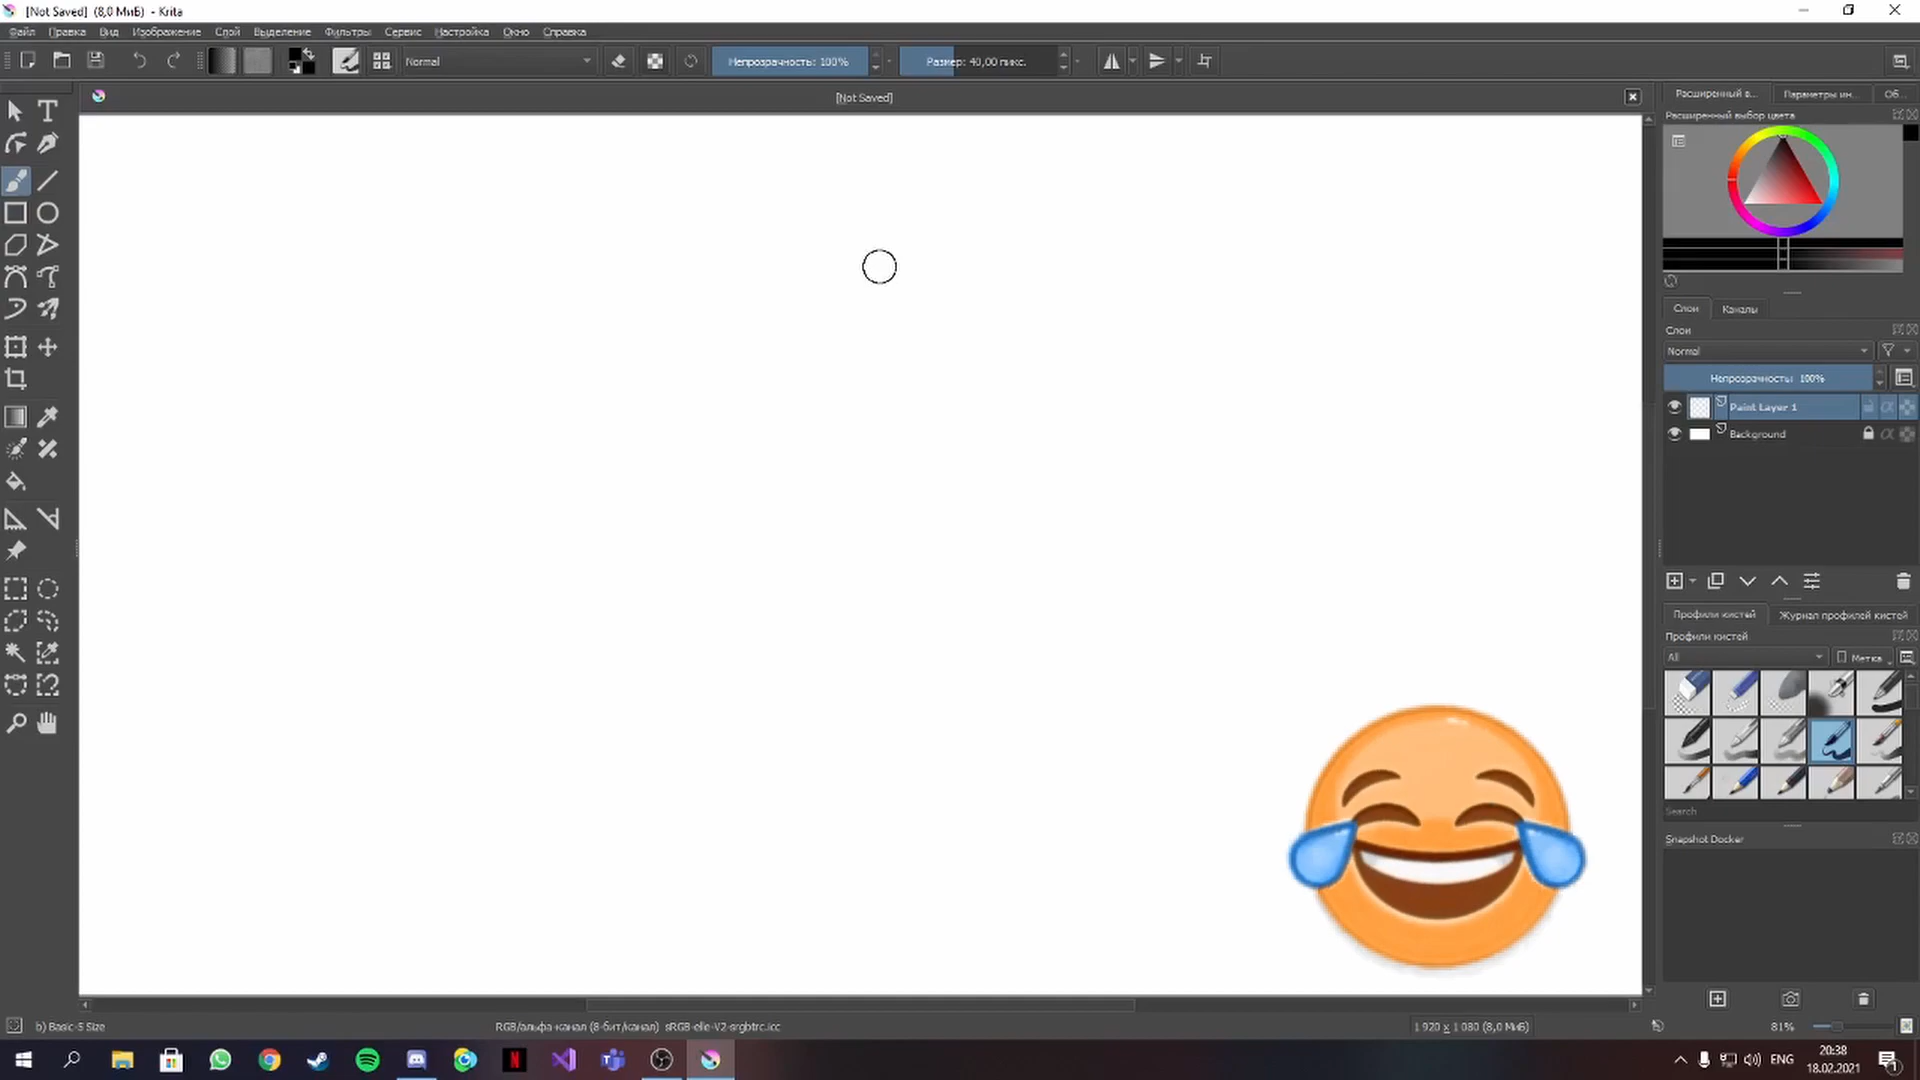 [Not Saved] (8,0 МиБ) - Krita
Файл Правка Вид Изображение Слой Выделение Фильтры Сервис Настройка Окно Справка
Normal Непрозрачность: 100% Размер: 40,00 пикс.
[Not Saved]
Расширенный в... Параметры ин... Об...
Расширенный выбор цвета
Слои Каналы
Слои
Normal
Непрозрачность: 100%
Paint Layer 1
Background
Профили кистей Журнал профилей кистей
Профили кистей
All Метка
Search
Snapshot Docker
b) Basic-5 Size RGB/альфа-канал (8-бит/канал) sRGB-elle-V2-srgbtrc.icc 1 920 x 1 080 (8,0 МиБ) 81%
ENG
20:38
18.02.2021